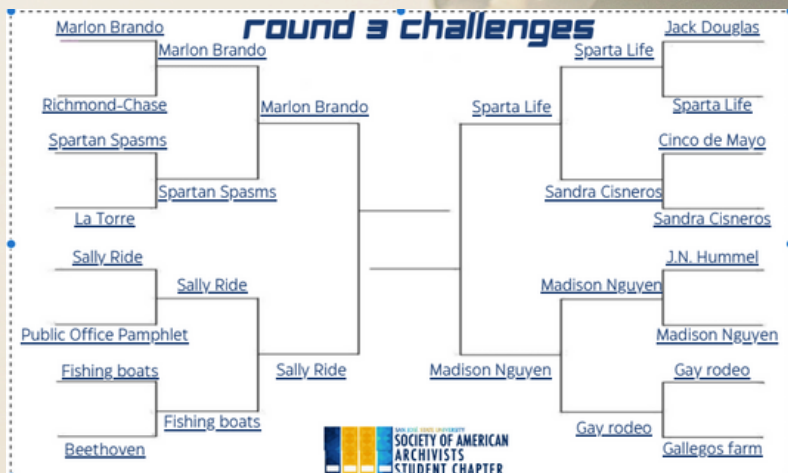 round 3 challenges
Marlon Brando
Richmond-Chase
Spartan Spasms
La Torre
Sally Ride
Public Office Pamphlet
Fishing boats
Beethoven
Marlon Brando
Spartan Spasms
Sally Ride
Fishing boats
Marlon Brando
Sally Ride
Sparta Life
Madison Nguyen
Sparta Life
Sandra Cisneros
Madison Nguyen
Gay rodeo
Jack Douglas
Sparta Life
Cinco de Mayo
Sandra Cisneros
J.N. Hummel
Madison Nguyen
Gay rodeo
Gallegos farm
SAN JOSÉ STATE UNIVERSITY
SOCIETY OF AMERICAN
ARCHIVISTS
STUDENT CHAPTER